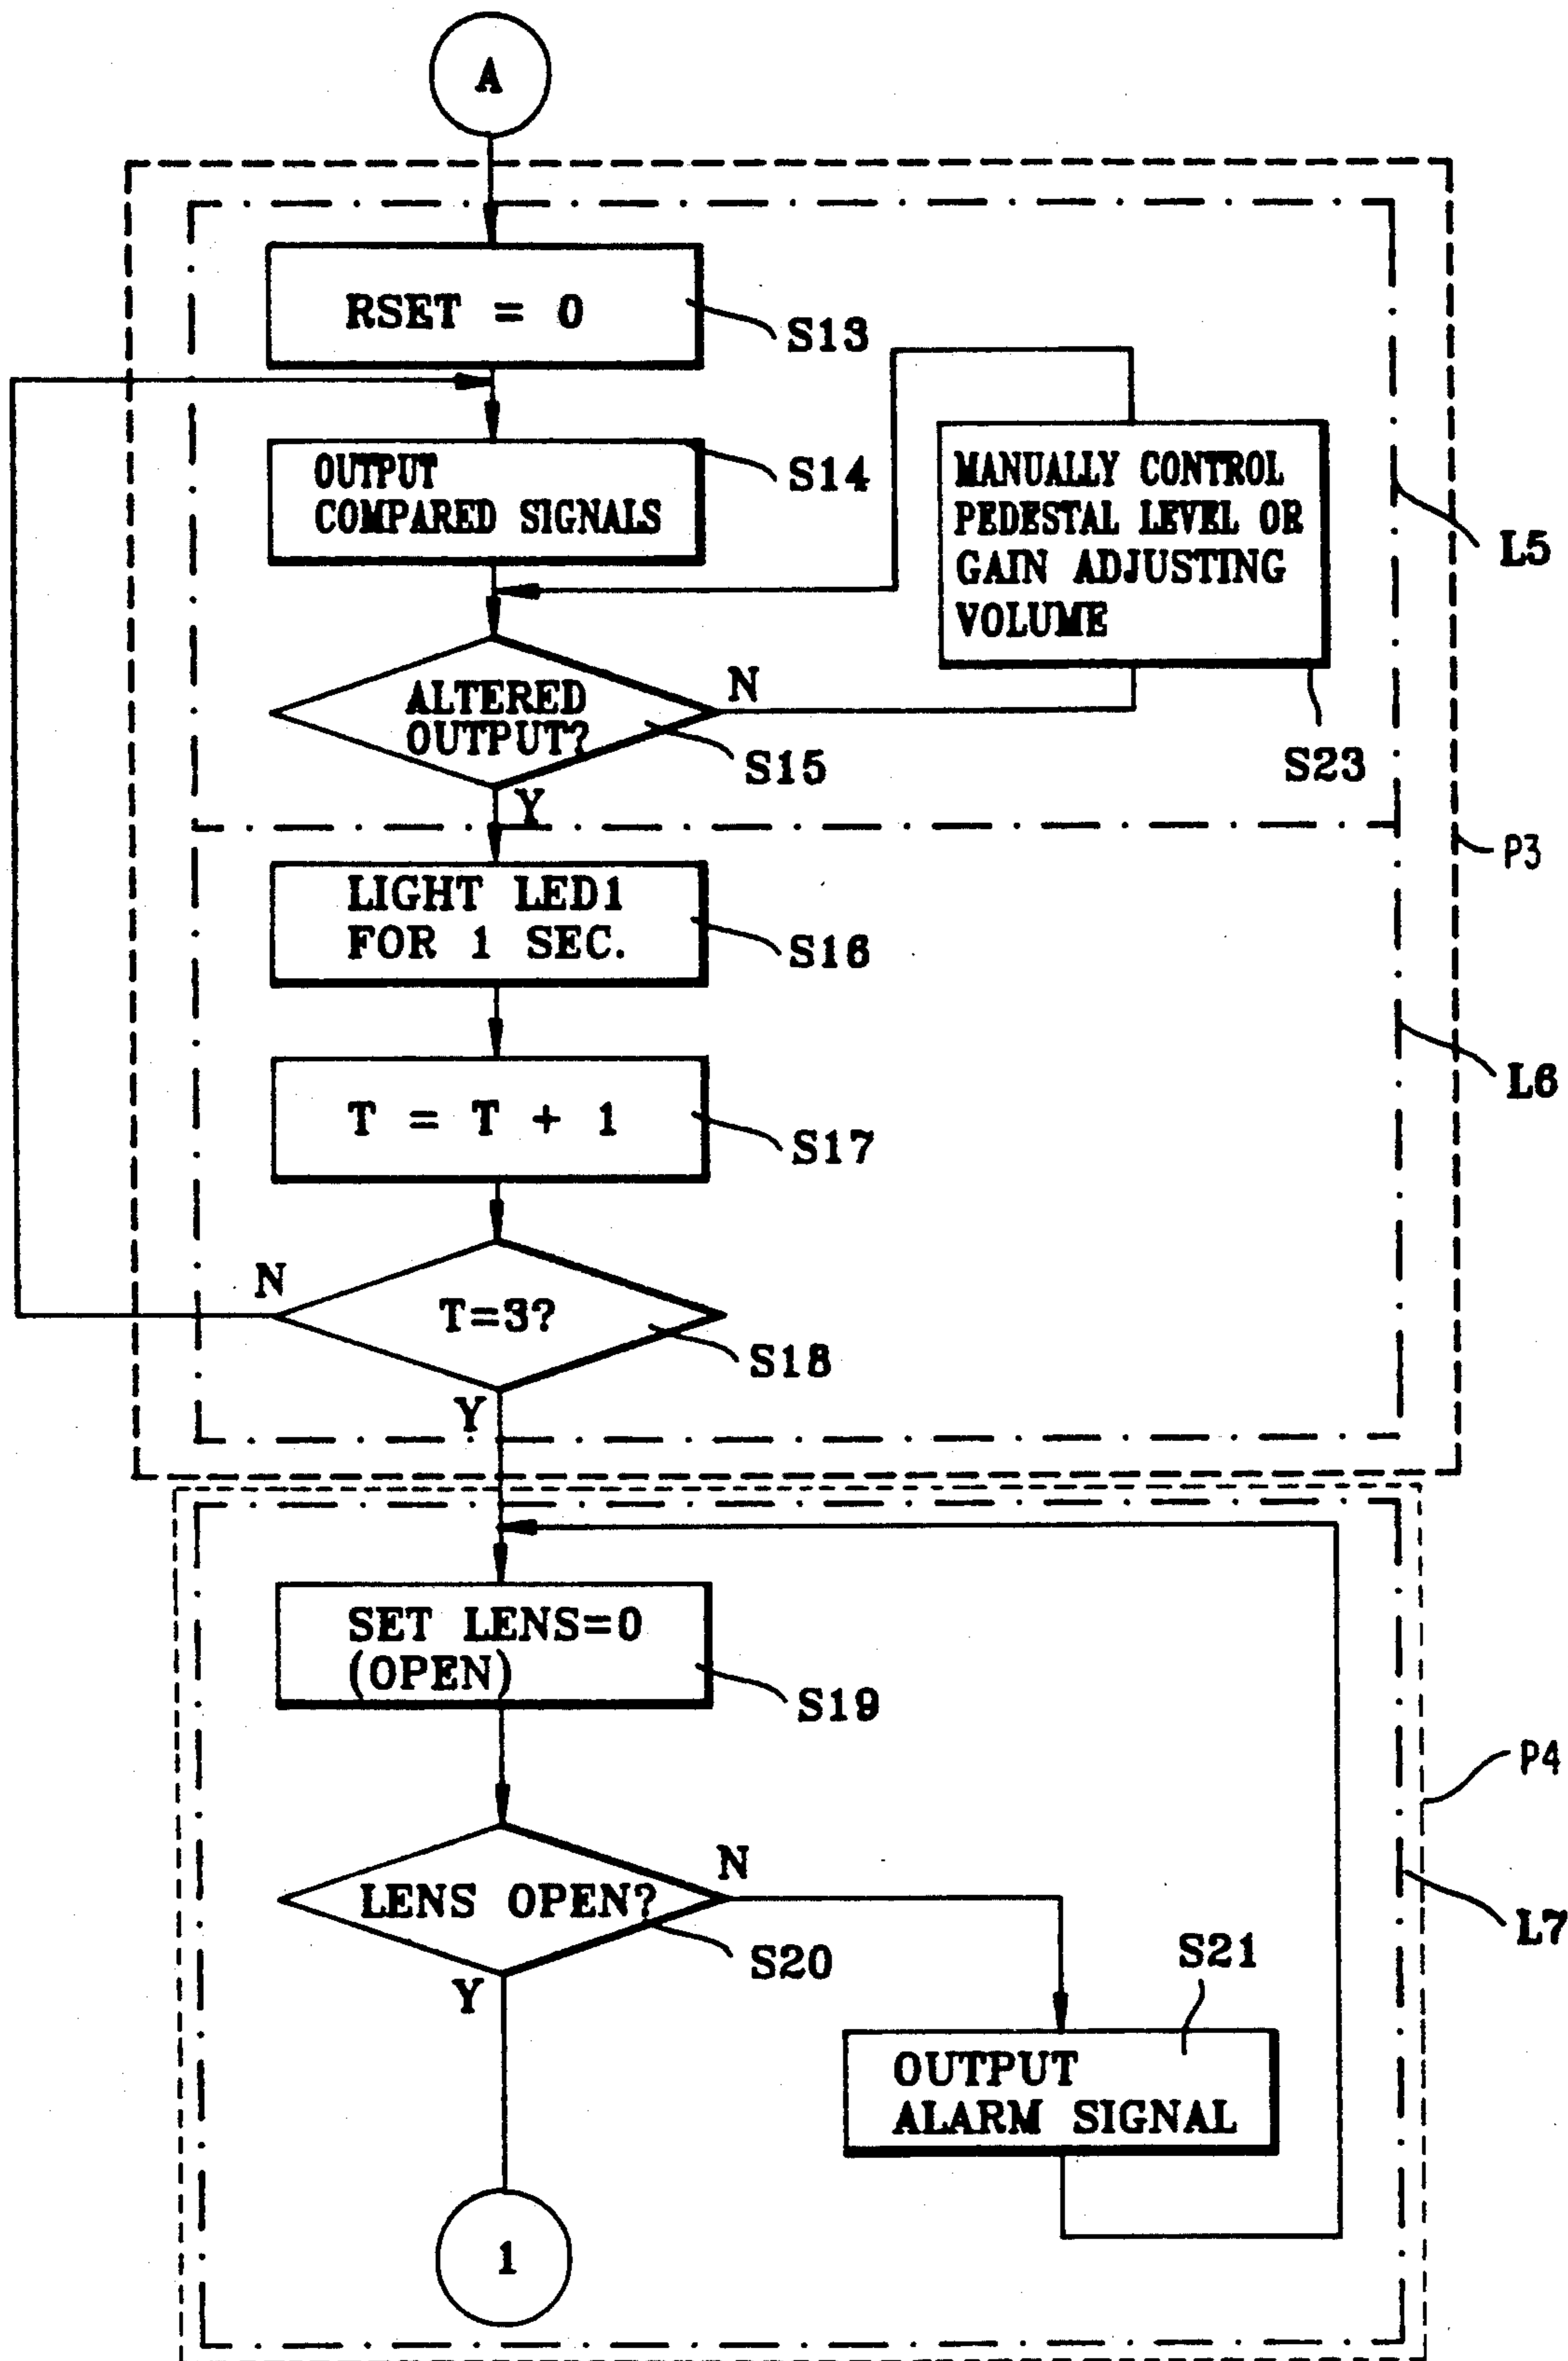 A
RSET = 0
S13
OUTPUT
COMPARED SIGNALS
S14
MANUALLY CONTROL
PEDESTAL LEVEL OR
GAIN ADJUSTING
VOLUME
L5
ALTERED
OUTPUT?
N
S15
S23
Y
P3
LIGHT LED1
FOR 1 SEC.
S16
L6
T = T + 1
S17
N
T=3?
S18
Y
SET LENS=0
(OPEN)
S19
P4
LENS OPEN?
N
S20
L7
Y
S21
OUTPUT
ALARM SIGNAL
1